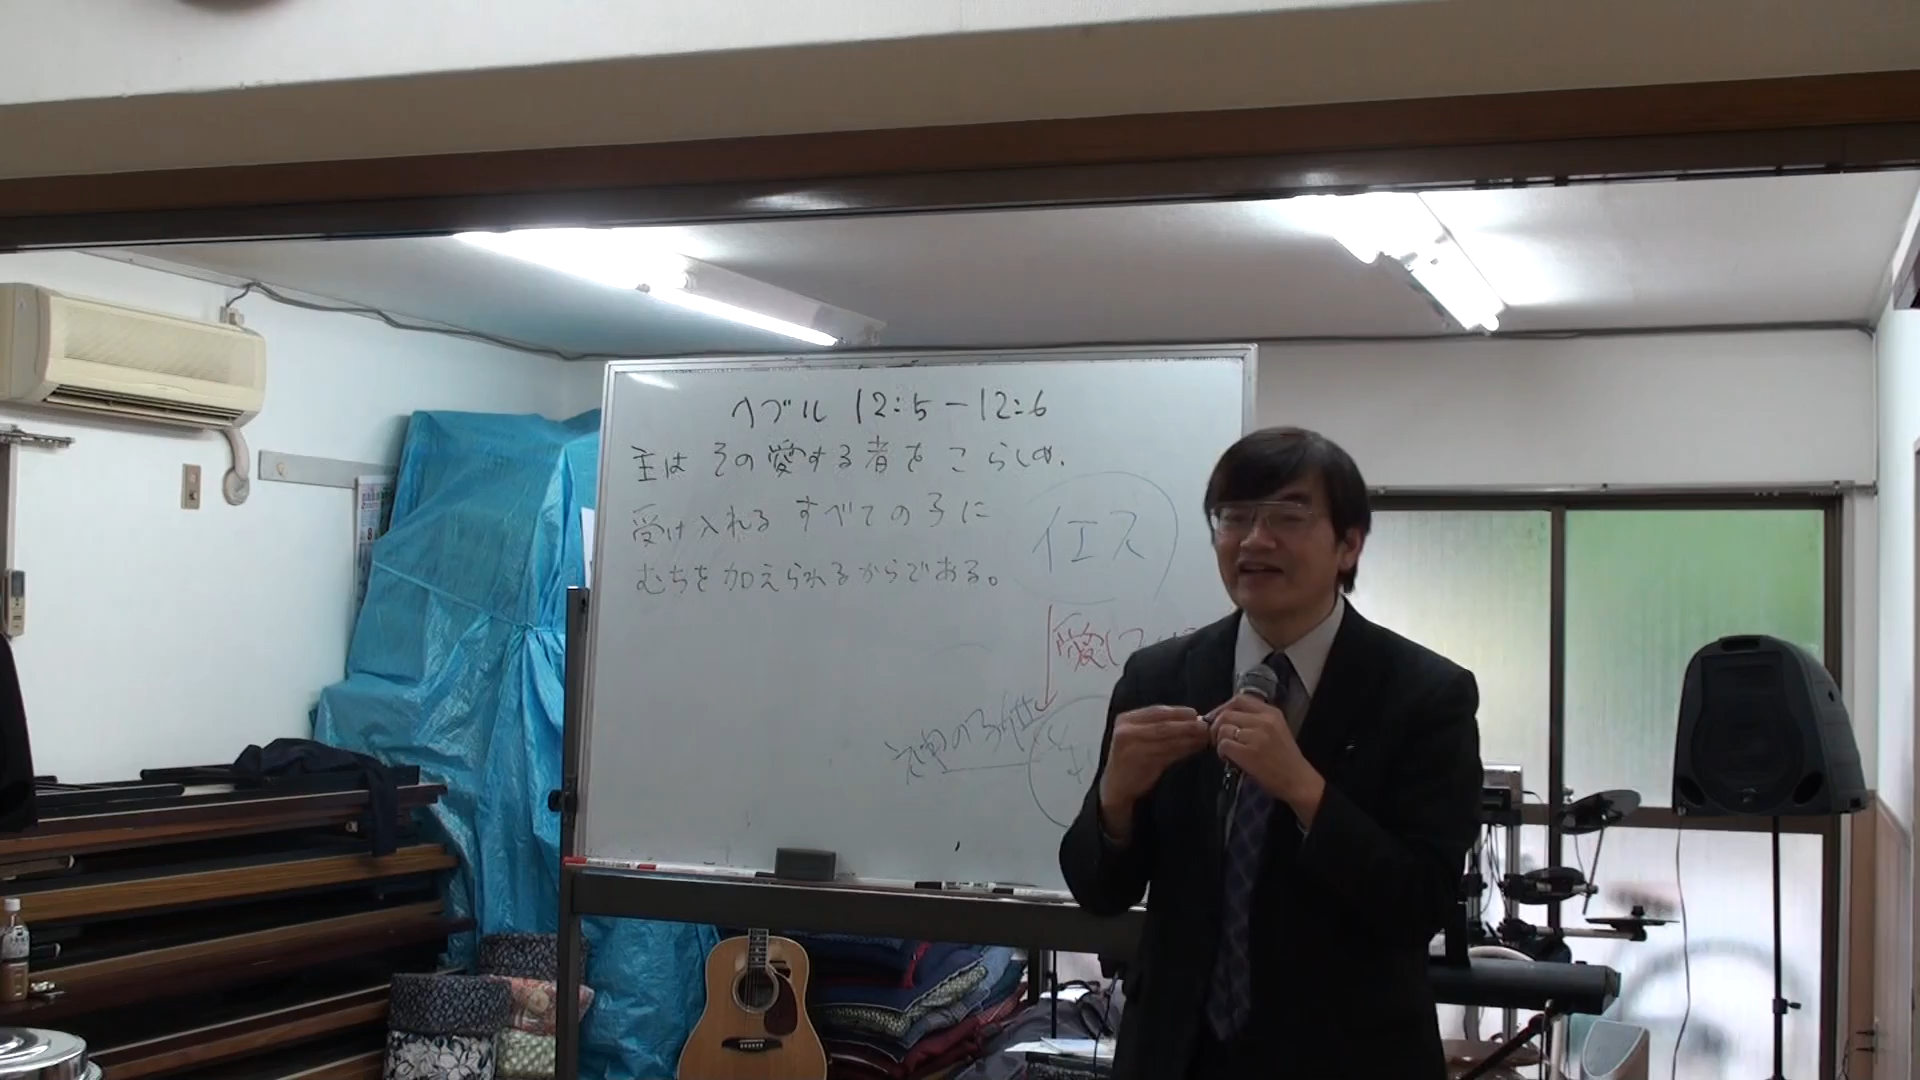 ヘブル 12:5-12:6
主は その愛する者を こらしめ、
受け入れる すべての子に
むちを加えられるからである。
イエス
愛して